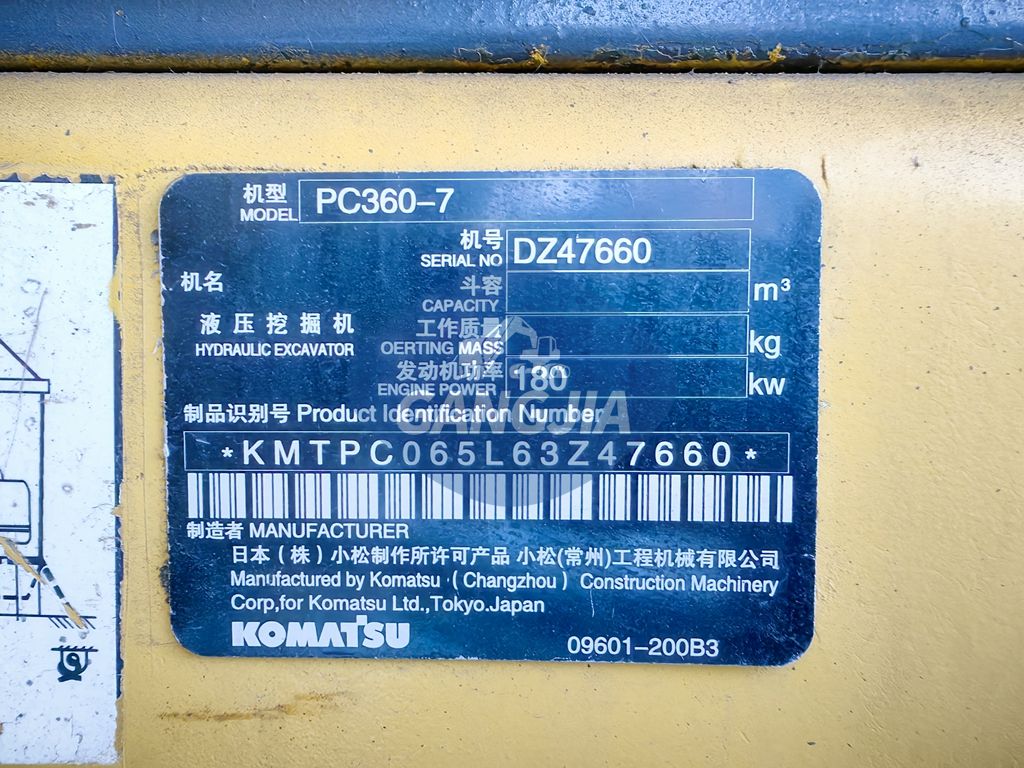 机型
MODEL
PC360-7
机号
SERIAL NO
DZ47660
机名
斗容
CAPACITY
m³
液压挖掘机
HYDRAULIC EXCAVATOR
工作质量
OERTING MASS
kg
发动机功率
ENGINE POWER
180
kw
制品识别号 Product Identification Number
GANGJIA
*KMTPC065L63Z47660*
制造者 MANUFACTURER
日本（株）小松制作所许可产品 小松(常州)工程机械有限公司
Manufactured by Komatsu（Changzhou）Construction Machinery
Corp,for Komatsu Ltd.,Tokyo.Japan
KOMATSU
09601-200B3